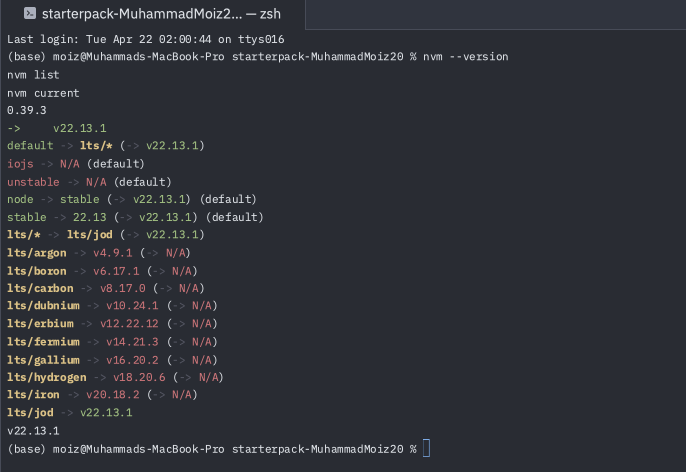 starterpack-MuhammadMoiz2... — zsh
Last login: Tue Apr 22 02:00:44 on ttys016
(base) moiz@Muhammads-MacBook-Pro starterpack-MuhammadMoiz20 % nvm --version
nvm list
nvm current
0.39.3
->     v22.13.1
default -> lts/* (-> v22.13.1)
iojs -> N/A (default)
unstable -> N/A (default)
node -> stable (-> v22.13.1) (default)
stable -> 22.13 (-> v22.13.1) (default)
lts/* -> lts/jod (-> v22.13.1)
lts/argon -> v4.9.1 (-> N/A)
lts/boron -> v6.17.1 (-> N/A)
lts/carbon -> v8.17.0 (-> N/A)
lts/dubnium -> v10.24.1 (-> N/A)
lts/erbium -> v12.22.12 (-> N/A)
lts/fermium -> v14.21.3 (-> N/A)
lts/gallium -> v16.20.2 (-> N/A)
lts/hydrogen -> v18.20.6 (-> N/A)
lts/iron -> v20.18.2 (-> N/A)
lts/jod -> v22.13.1
v22.13.1
(base) moiz@Muhammads-MacBook-Pro starterpack-MuhammadMoiz20 %